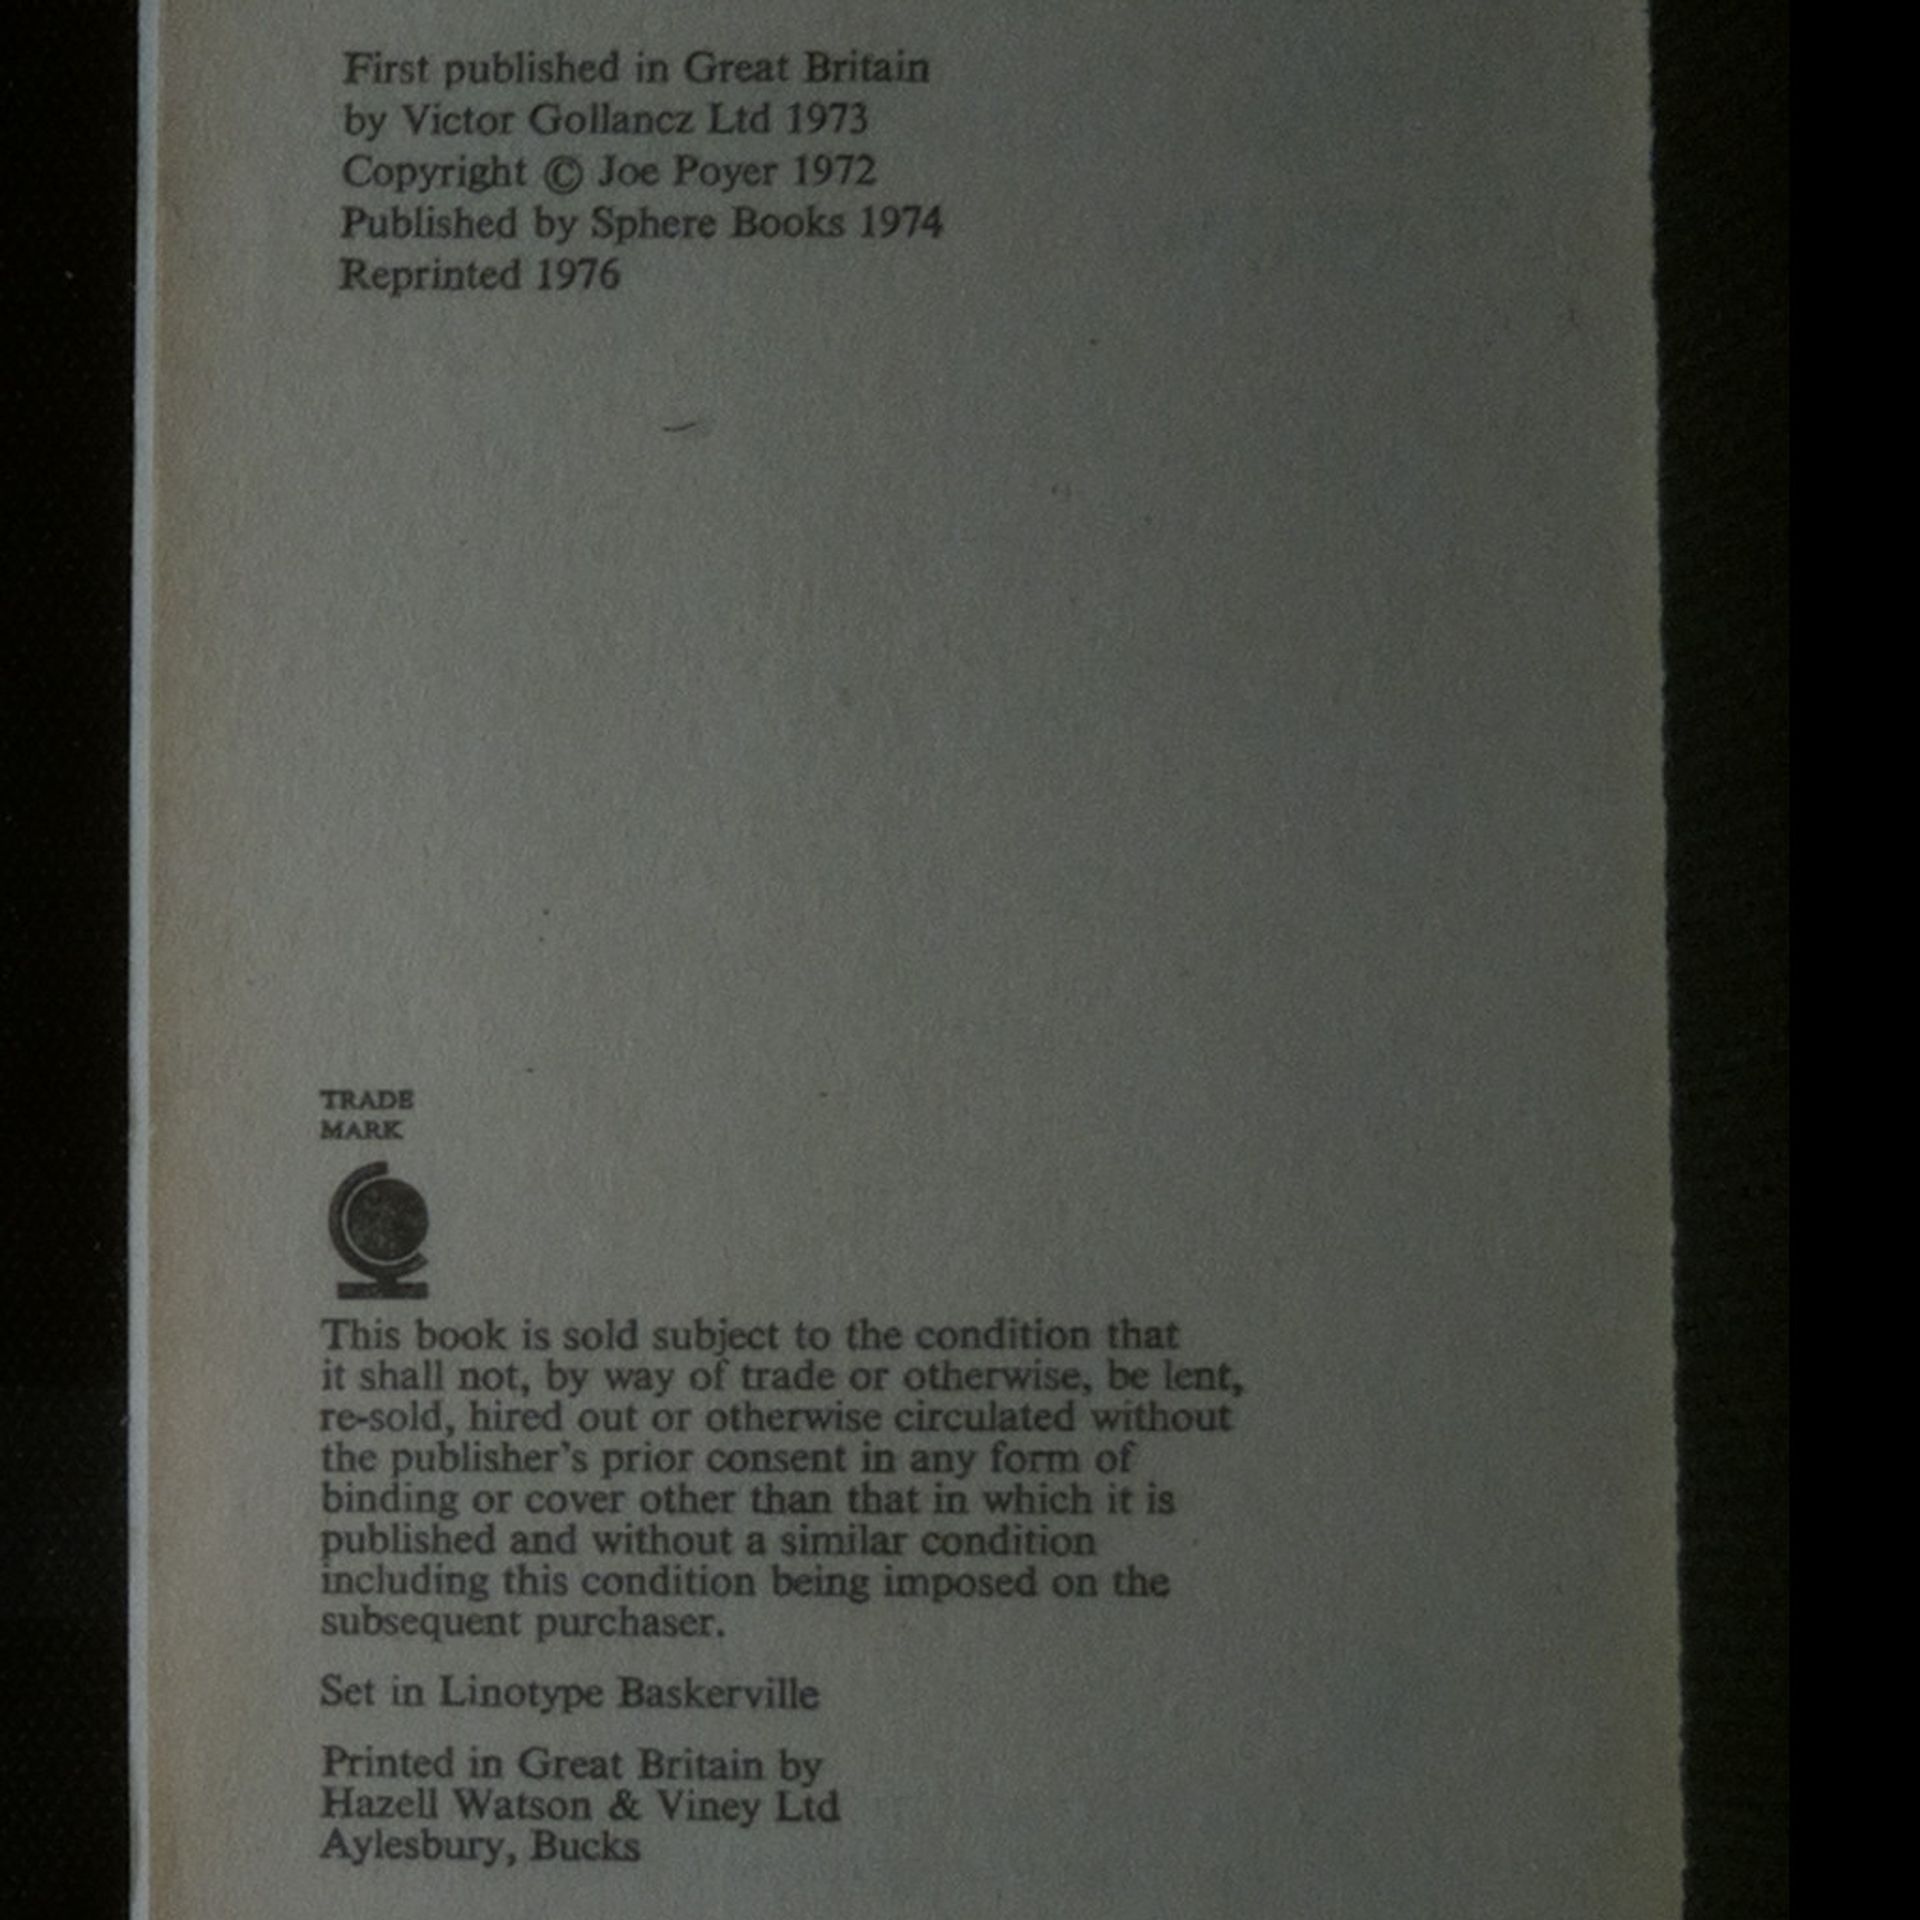 First published in Great Britain
by Victor Gollancz Ltd 1973
Copyright © Joe Poyer 1972
Published by Sphere Books 1974
Reprinted 1976
TRADE
MARK
This book is sold subject to the condition that
it shall not, by way of trade or otherwise, be lent,
re-sold, hired out or otherwise circulated without
the publisher's prior consent in any form of
binding or cover other than that in which it is
published and without a similar condition
including this condition being imposed on the
subsequent purchaser.
Set in Linotype Baskerville
Printed in Great Britain by
Hazell Watson & Viney Ltd
Aylesbury, Bucks